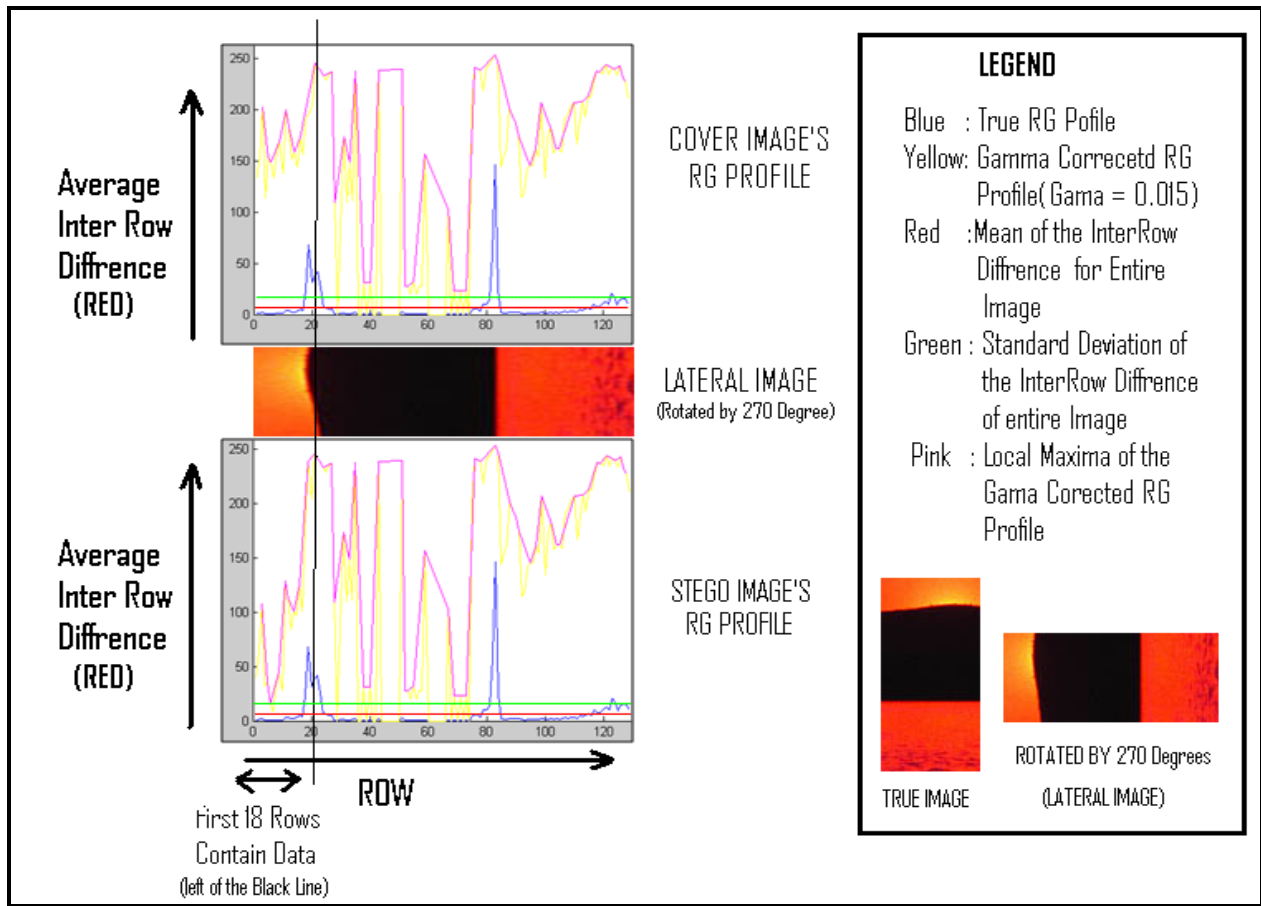 250
200
150
100
50
0
0
20
40
60
80
100
120
Average
Inter Row
Diffrence
(RED)
COVER IMAGE'S
RG PROFILE
LATERAL IMAGE
(Rotated by 270 Degree)
250
200
150
100
50
0
0
20
40
60
80
100
120
Average
Inter Row
Diffrence
(RED)
STEGO IMAGE'S
RG PROFILE
ROW
First 18 Rows
Contain Data
(left of the Black Line)
LEGEND
Blue : True RG Pofile
Yellow: Gamma Correcetd RG
Profile(Gama = 0.015)
Red :Mean of the InterRow
Diffrence for Entire
Image
Green : Standard Deviation of
the InterRow Diffrence
of entire Image
Pink : Local Maxima of the
Gama Corected RG
Profile
TRUE IMAGE
ROTATED BY 270 Degrees
(LATERAL IMAGE)